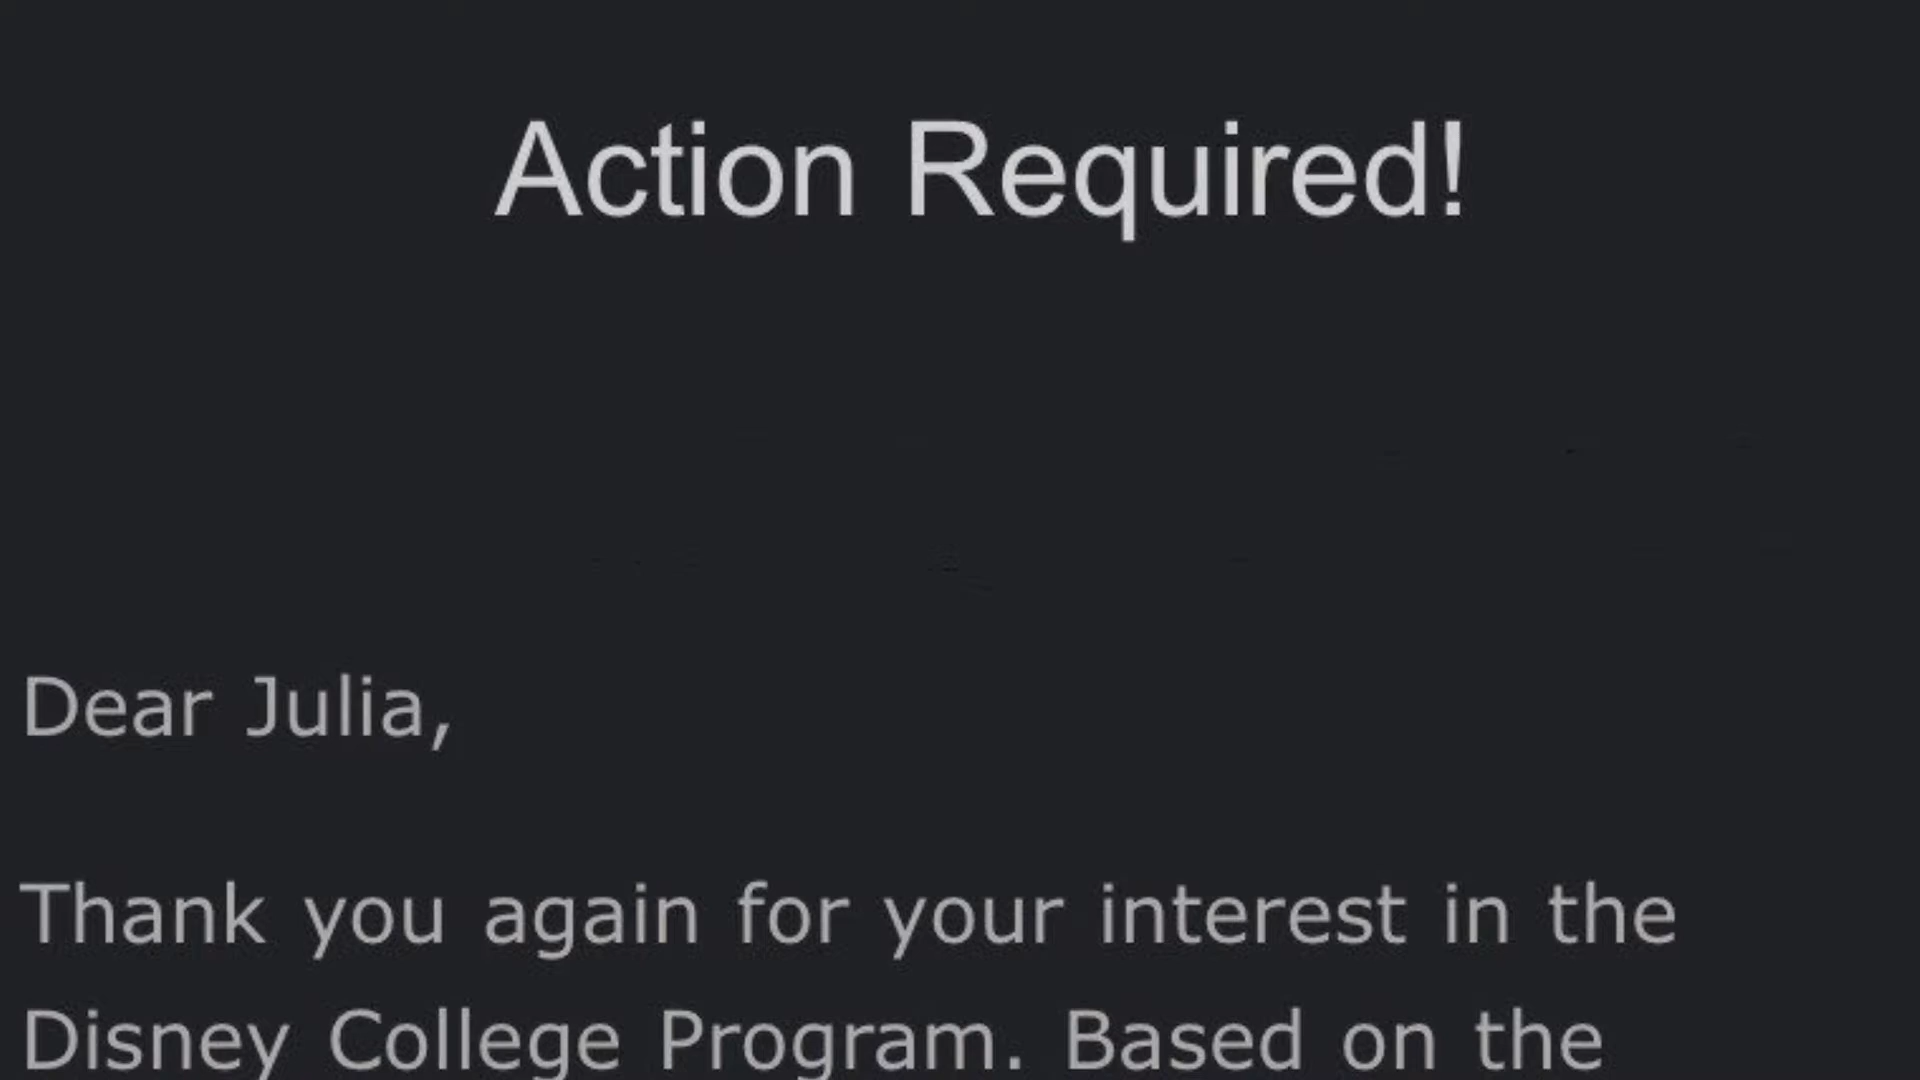 Action Required!
Dear Julia,
Thank you again for your interest in the
Disney College Program. Based on the